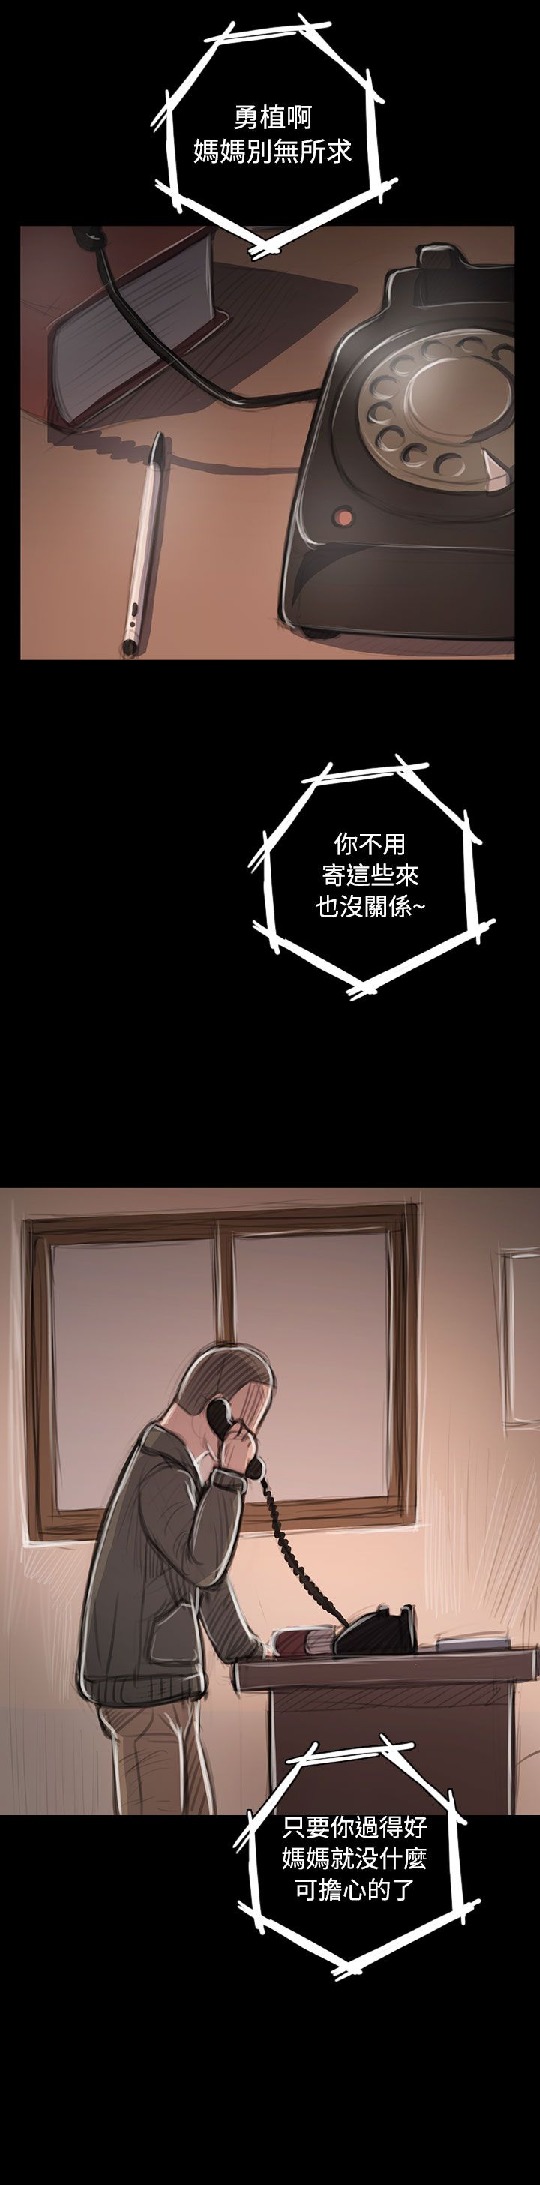 勇植啊
媽媽別無所求
你不用
寄這些來
也沒關係~
只要你過得好
媽媽就沒什麼
可擔心的了